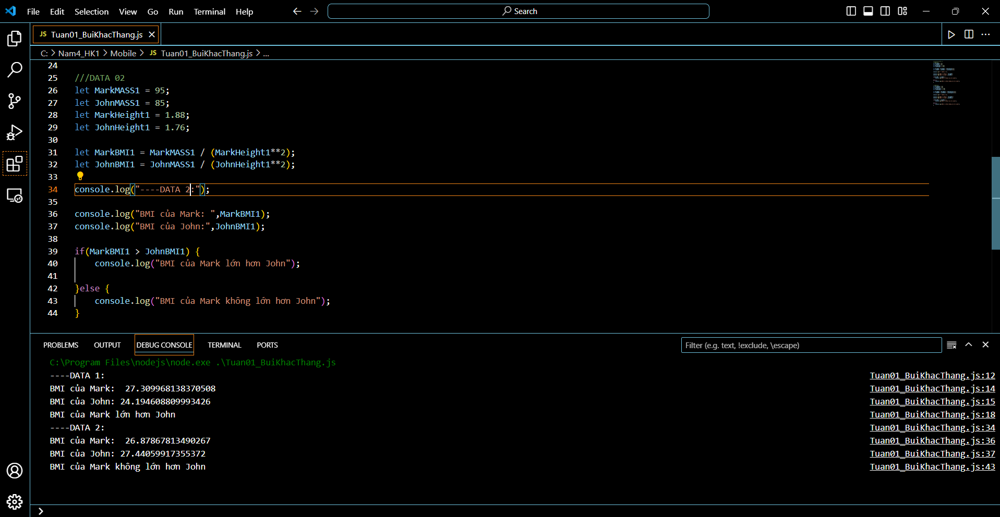 File Edit Selection View Go Run Terminal Help
Search
JS Tuan01_BuiKhacThang.js
C: > Nam4_HK1 > Mobile > JS Tuan01_BuiKhacThang.js > ...
24
25 ///DATA 02
26 let MarkMASS1 = 95;
27 let JohnMASS1 = 85;
28 let MarkHeight1 = 1.88;
29 let JohnHeight1 = 1.76;
30
31 let MarkBMI1 = MarkMASS1 / (MarkHeight1**2);
32 let JohnBMI1 = JohnMASS1 / (JohnHeight1**2);
33
34 console.log("----DATA 2:");
35
36 console.log("BMI của Mark: ",MarkBMI1);
37 console.log("BMI của John:",JohnBMI1);
38
39 if(MarkBMI1 > JohnBMI1) {
40 console.log("BMI của Mark lớn hơn John");
41
42 }else {
43 console.log("BMI của Mark không lớn hơn John");
44 }
PROBLEMS OUTPUT DEBUG CONSOLE TERMINAL PORTS Filter (e.g. text, !exclude, \escape)
C:\Program Files\nodejs\node.exe .\Tuan01_BuiKhacThang.js
----DATA 1: Tuan01_BuiKhacThang.js:12
BMI của Mark:  27.309968138370508 Tuan01_BuiKhacThang.js:14
BMI của John: 24.194608809993426 Tuan01_BuiKhacThang.js:15
BMI của Mark lớn hơn John Tuan01_BuiKhacThang.js:18
----DATA 2: Tuan01_BuiKhacThang.js:34
BMI của Mark:  26.87867813490267 Tuan01_BuiKhacThang.js:36
BMI của John: 27.44059917355372 Tuan01_BuiKhacThang.js:37
BMI của Mark không lớn hơn John Tuan01_BuiKhacThang.js:43